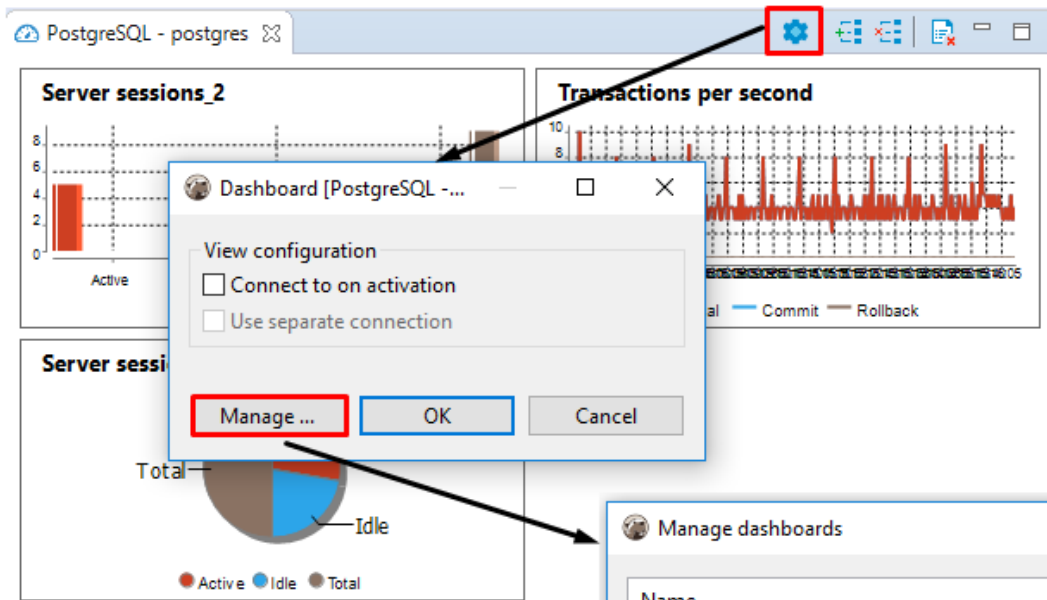 PostgreSQL - postgres
Server sessions_2
8
6
4
2
0
Active
Transactions per second
10
8
al Commit Rollback
Dashboard [PostgreSQL -...
View configuration
Connect to on activation
Use separate connection
Manage ...
OK
Cancel
Server sessi
Total
Idle
Active Idle Total
Manage dashboards
Name